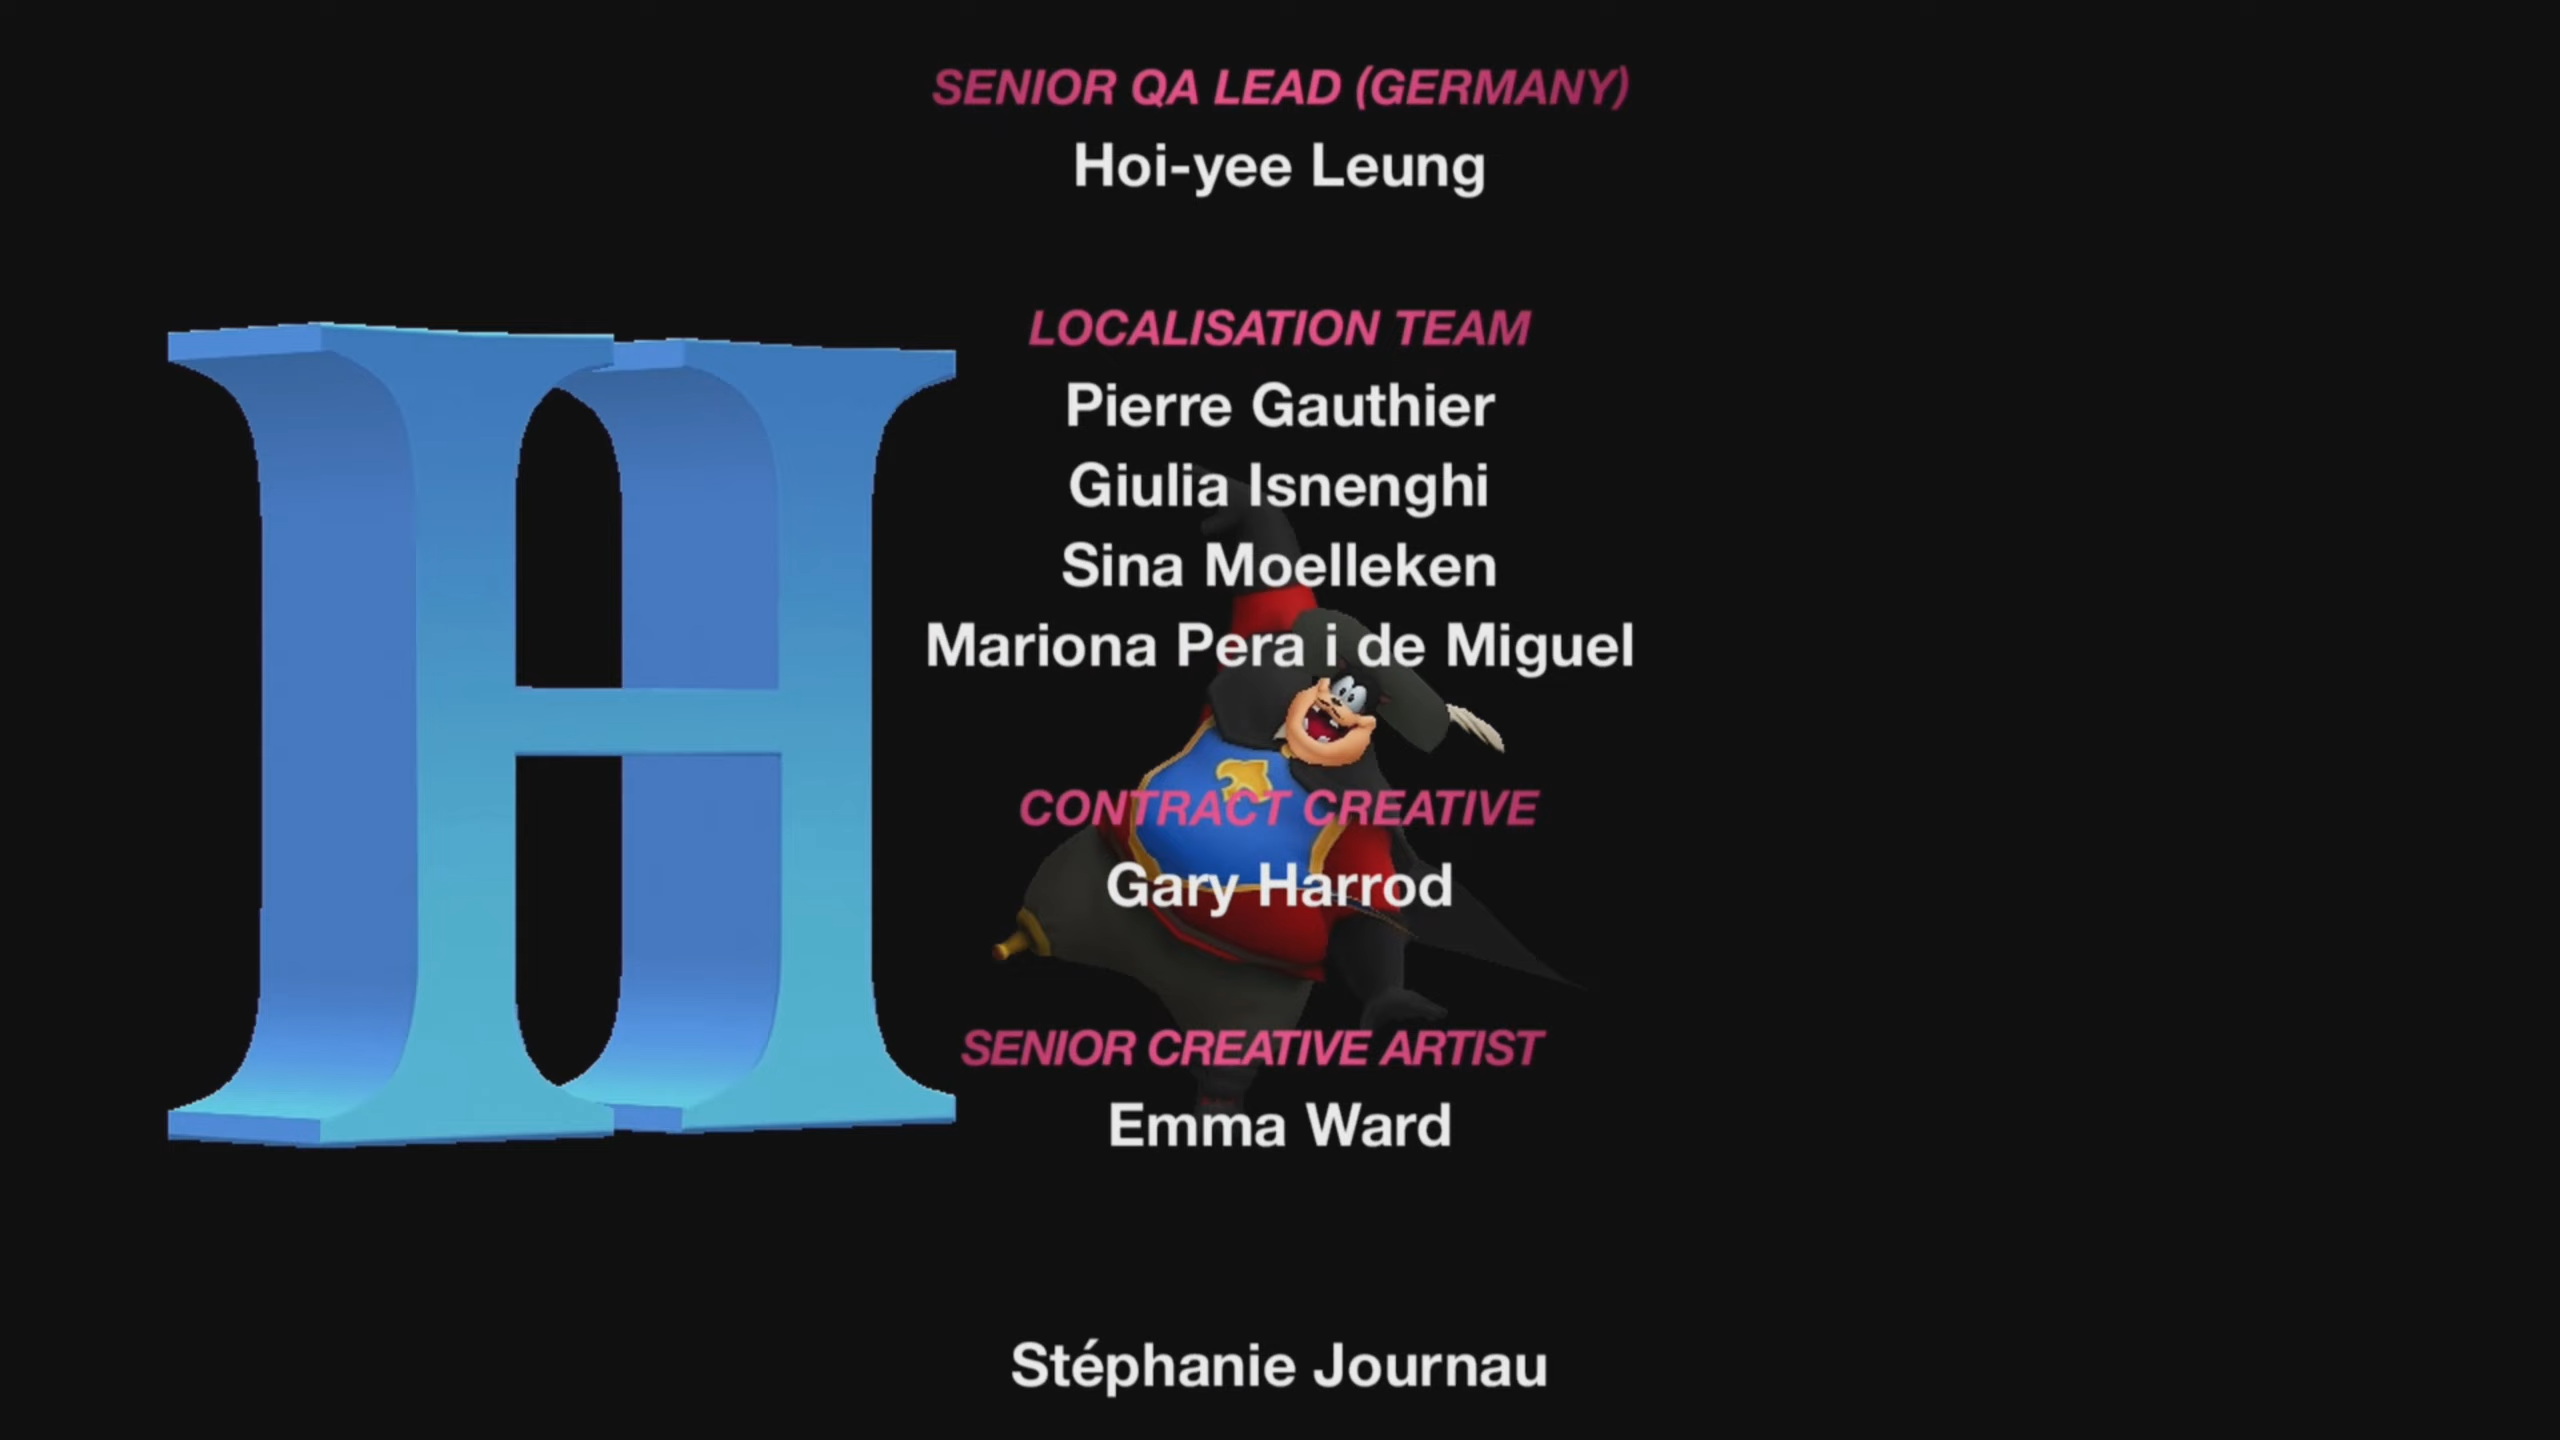 SENIOR QA LEAD (GERMANY)
Hoi-yee Leung
H
LOCALISATION TEAM
Pierre Gauthier
Giulia Isnenghi
Sina Moelleken
Mariona Pera i de Miguel
CONTRACT CREATIVE
Gary Harrod
SENIOR CREATIVE ARTIST
Emma Ward
Stéphanie Journau